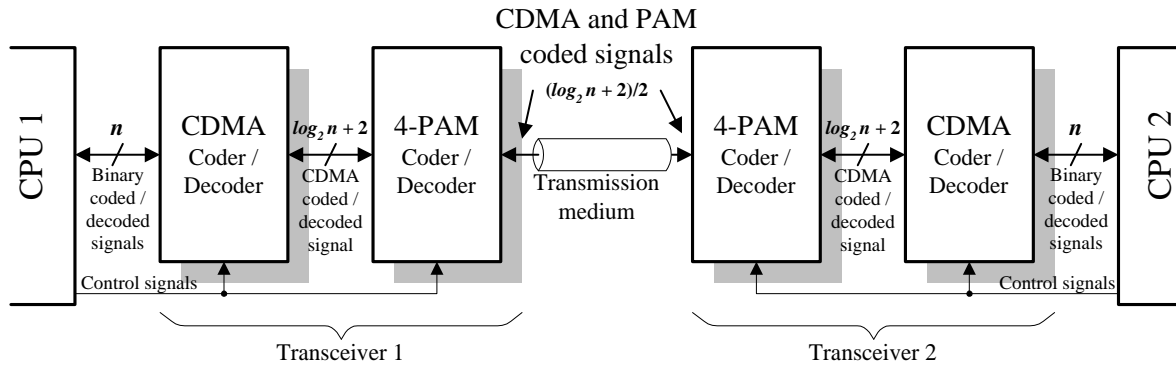 CDMA and PAM
coded signals
(log₂ n + 2)/2
CPU 1
n
Binary
coded /
decoded
signals
CDMA
Coder /
Decoder
log₂ n + 2
CDMA
coded /
decoded
signal
4-PAM
Coder /
Decoder
Transmission
medium
4-PAM
Coder /
Decoder
log₂ n + 2
CDMA
coded /
decoded
signal
CDMA
Coder /
Decoder
n
Binary
coded /
decoded
signals
CPU 2
Control signals
Control signals
Transceiver 1
Transceiver 2